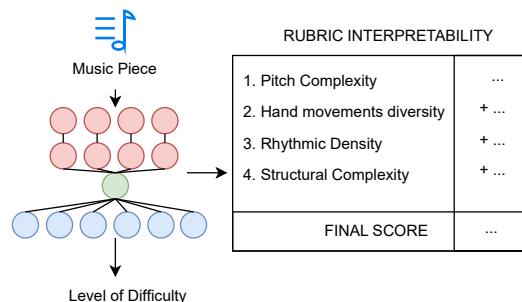 Music Piece
Level of Difficulty
RUBRIC INTERPRETABILITY
1. Pitch Complexity ...
2. Hand movements diversity + ...
3. Rhythmic Density + ...
4. Structural Complexity + ...
FINAL SCORE ...